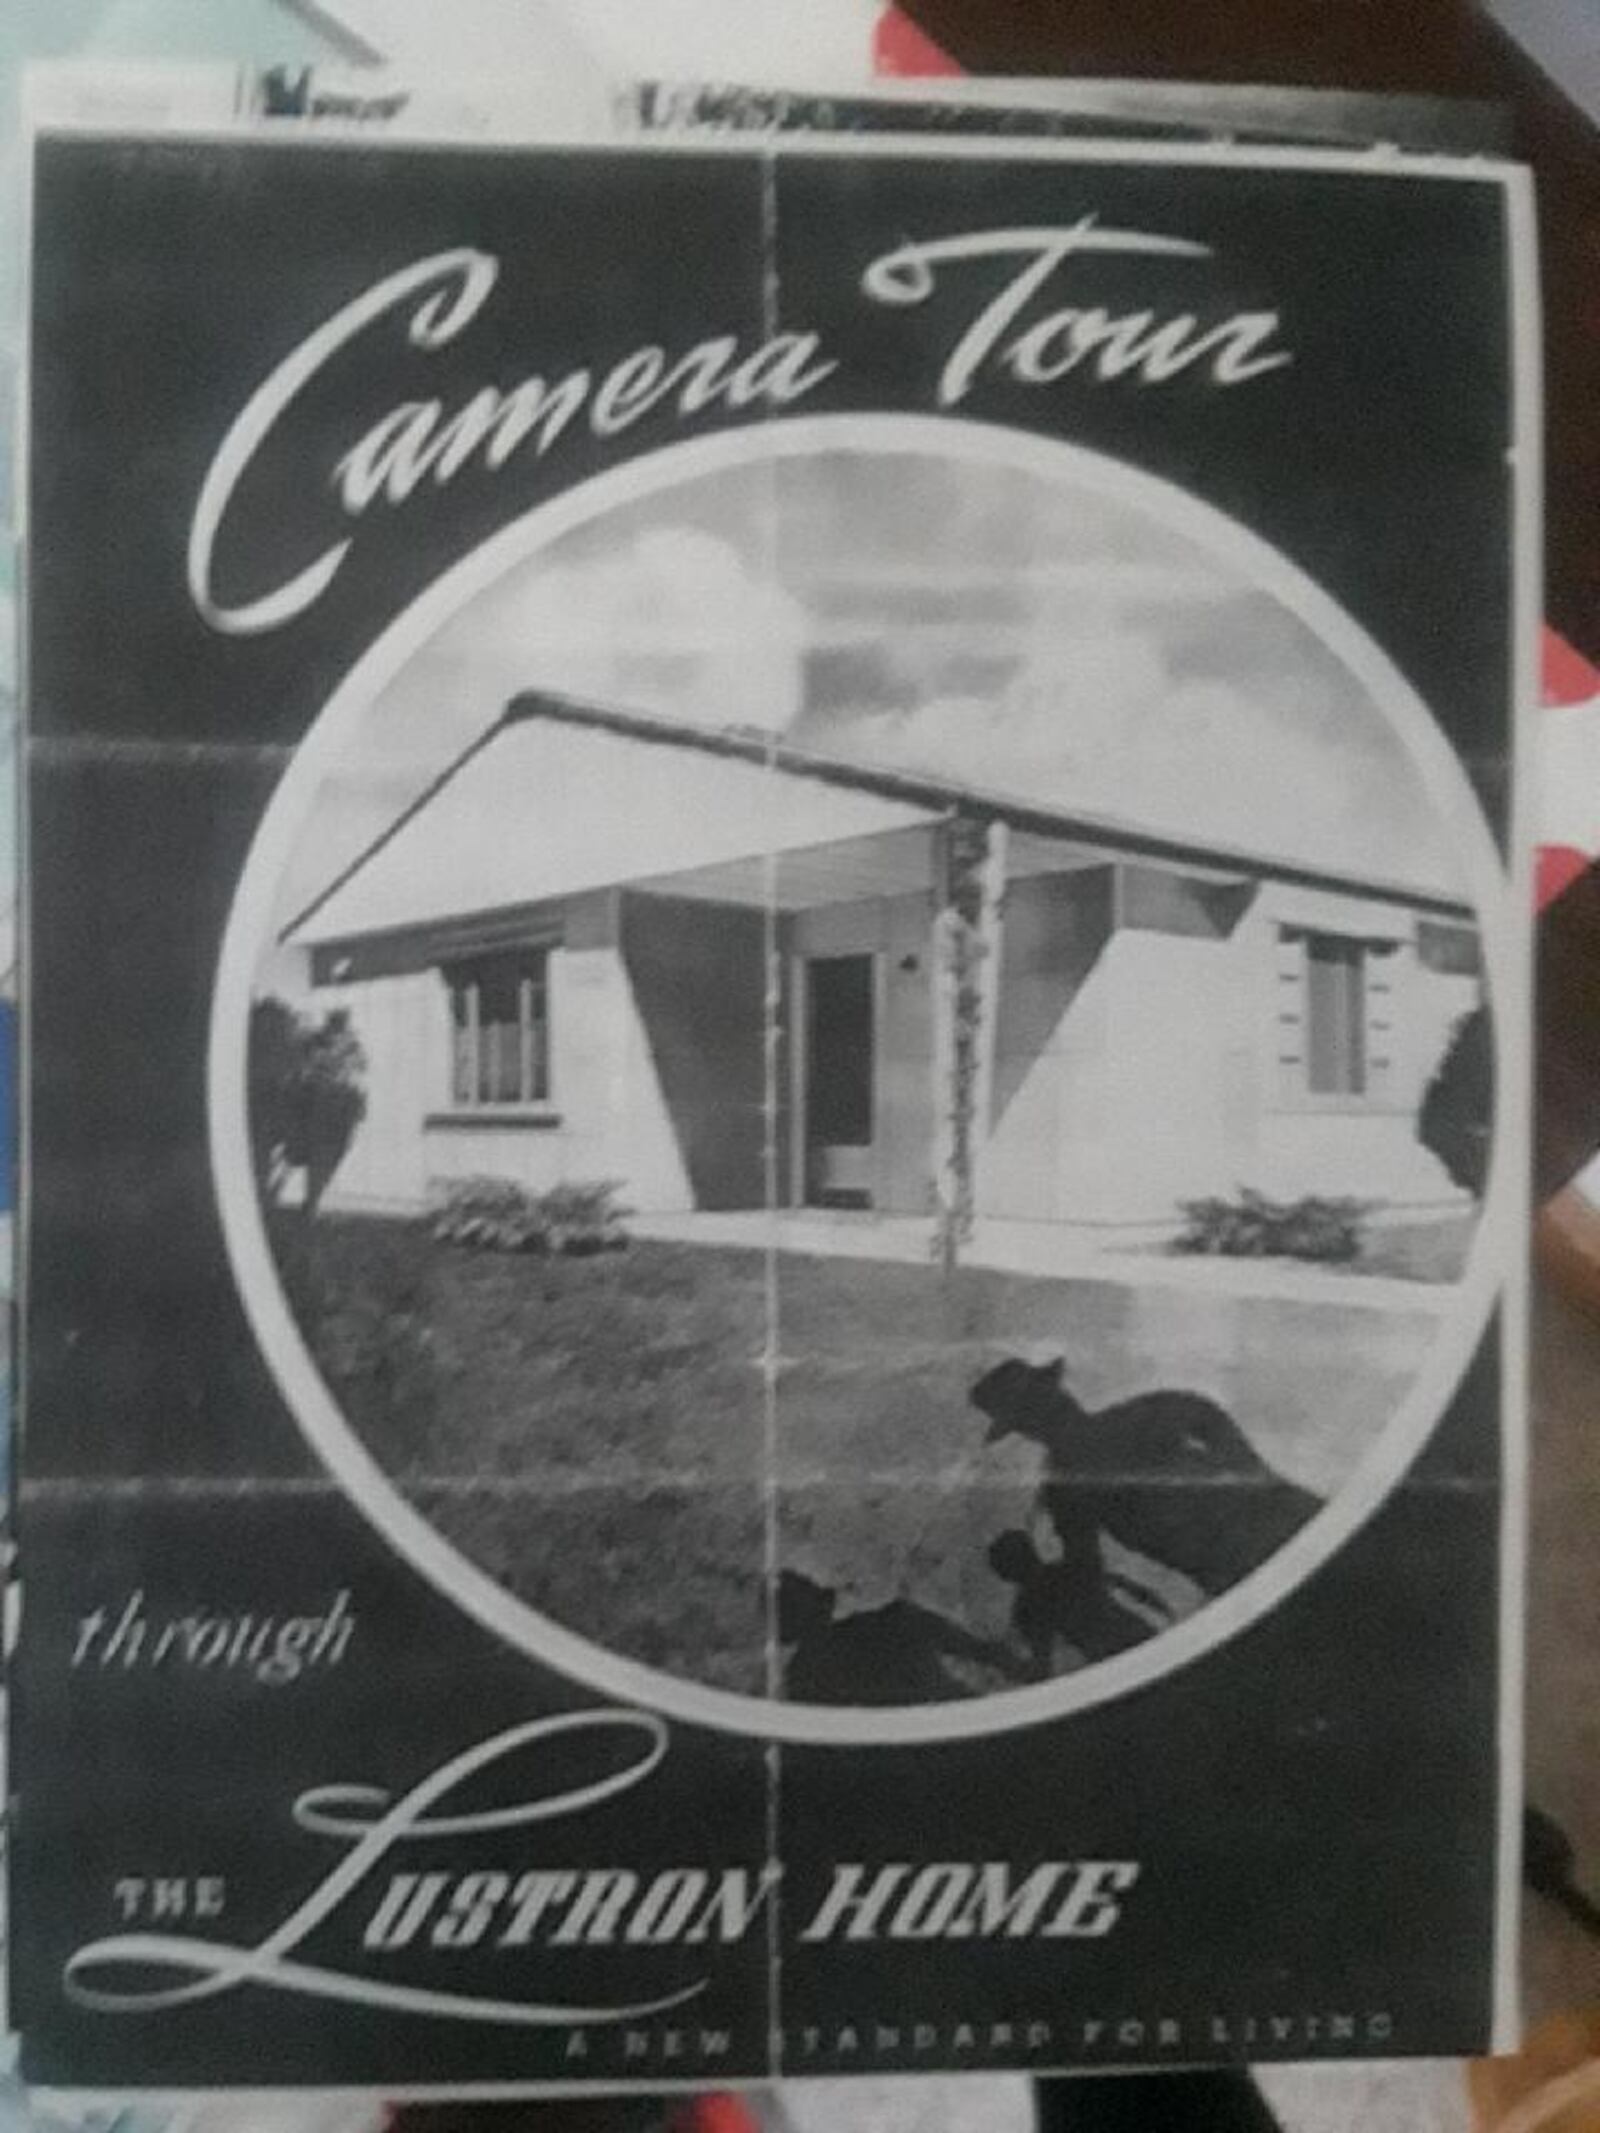 Camera Tour
through
THE LUSTRON HOME
A NEW STANDARD FOR LIVING